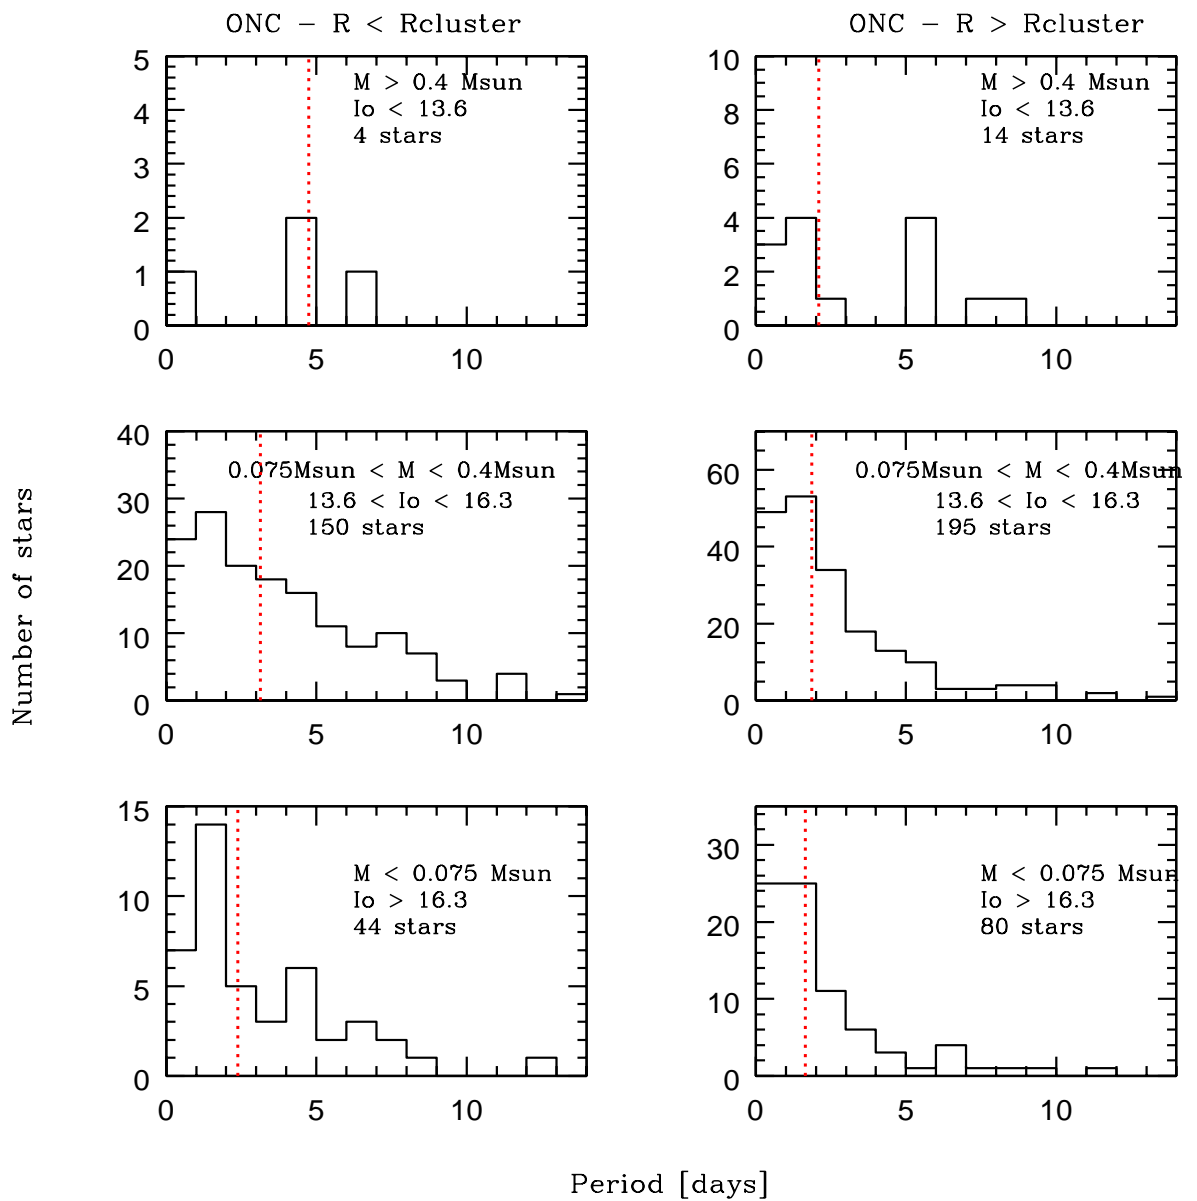 ONC − R < Rcluster
ONC − R > Rcluster
5
4
3
2
1
0
M > 0.4 Msun
Io < 13.6
4 stars
0 5 10
10
8
6
4
2
0
M > 0.4 Msun
Io < 13.6
14 stars
0 5 10
Number of stars
40
30
20
10
0
0.075Msun < M < 0.4Msun
13.6 < Io < 16.3
150 stars
0 5 10
60
40
20
0
0.075Msun < M < 0.4Msun
13.6 < Io < 16.3
195 stars
0 5 10
15
10
5
0
M < 0.075 Msun
Io > 16.3
44 stars
0 5 10
30
20
10
0
M < 0.075 Msun
Io > 16.3
80 stars
0 5 10
Period [days]